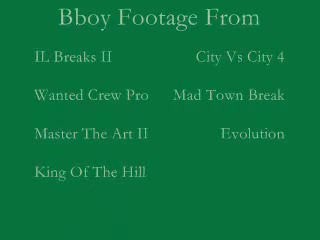 Bboy Footage From
IL Breaks II City Vs City 4
Wanted Crew Pro Mad Town Break
Master The Art II Evolution
King Of The Hill